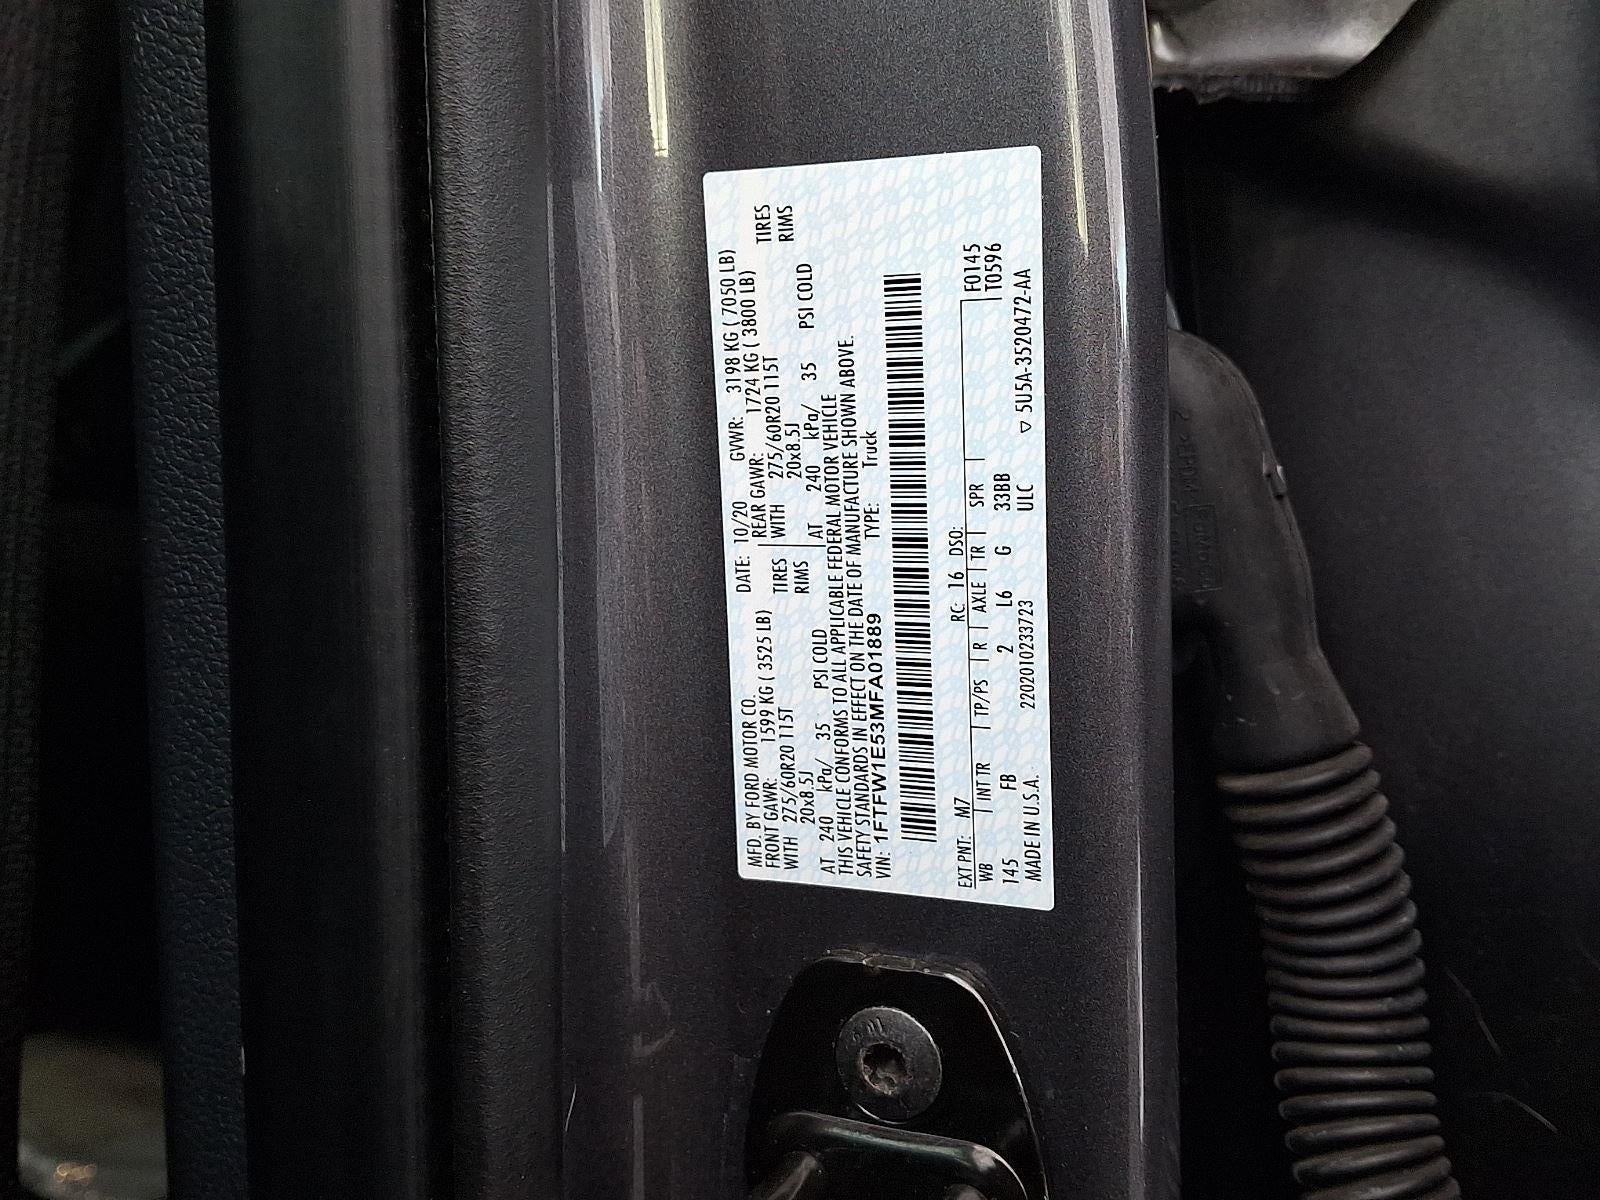 MFD. BY FORD MOTOR CO. DATE: 10/20 GVWR: 3198 KG ( 7050 LB)
FRONT GAWR: 1599 KG ( 3525 LB) REAR GAWR: 1724 KG ( 3800 LB)
WITH 275/60R20 115T TIRES WITH 275/60R20 115T TIRES
20x8.5J RIMS 20x8.5J RIMS
AT 240 kPa/ 35 PSI COLD AT 240 kPa/ 35 PSI COLD
THIS VEHICLE CONFORMS TO ALL APPLICABLE FEDERAL MOTOR VEHICLE
SAFETY STANDARDS IN EFFECT ON THE DATE OF MANUFACTURE SHOWN ABOVE.
VIN: 1FTFW1E53MFA01889 TYPE: Truck
EXT PNT: M7 RC: 16 DSO: F0145
WB INT TR TP/PS R AXLE TR SPR T0596
145 FB 2 L6 G 33BB
MADE IN U.S.A. 2202010233723 ULC ▽ 5U5A-3520472-AA